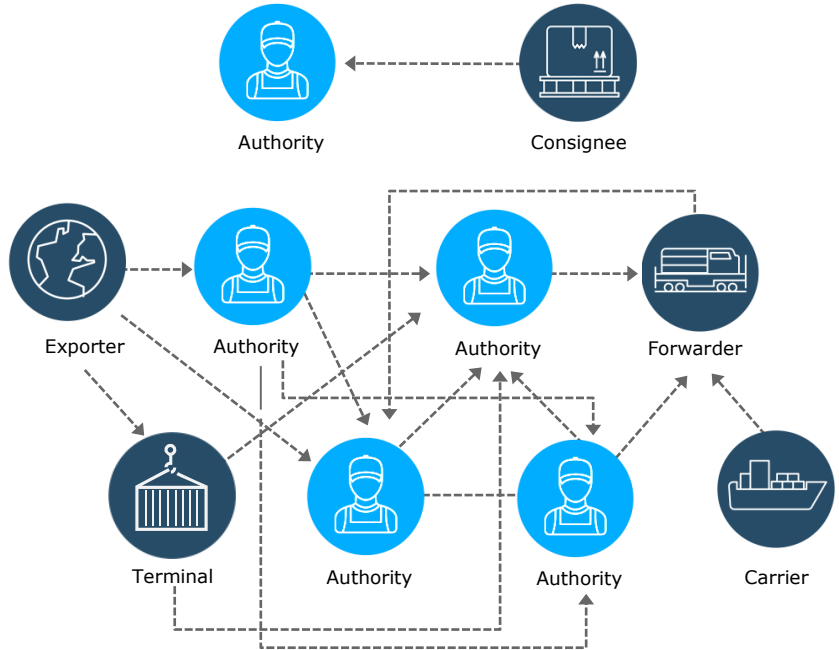 Authority
Consignee
Exporter
Authority
Authority
Forwarder
Terminal
Authority
Authority
Carrier